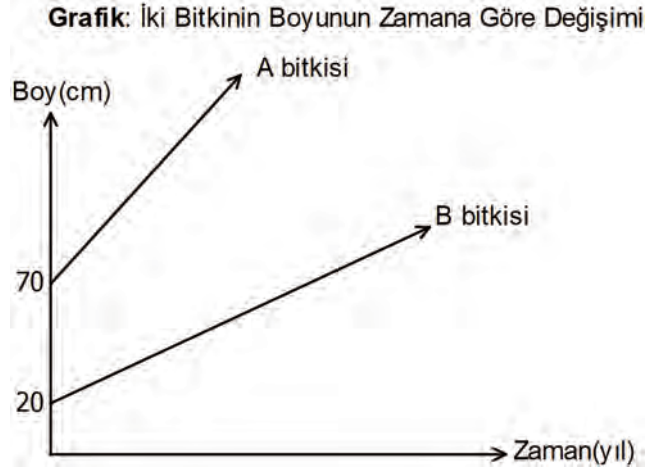 Grafik: İki Bitkinin Boyunun Zamana Göre Değişimi
A bitkisi
Boy(cm)
B bitkisi
70
20
Zaman(yıl)